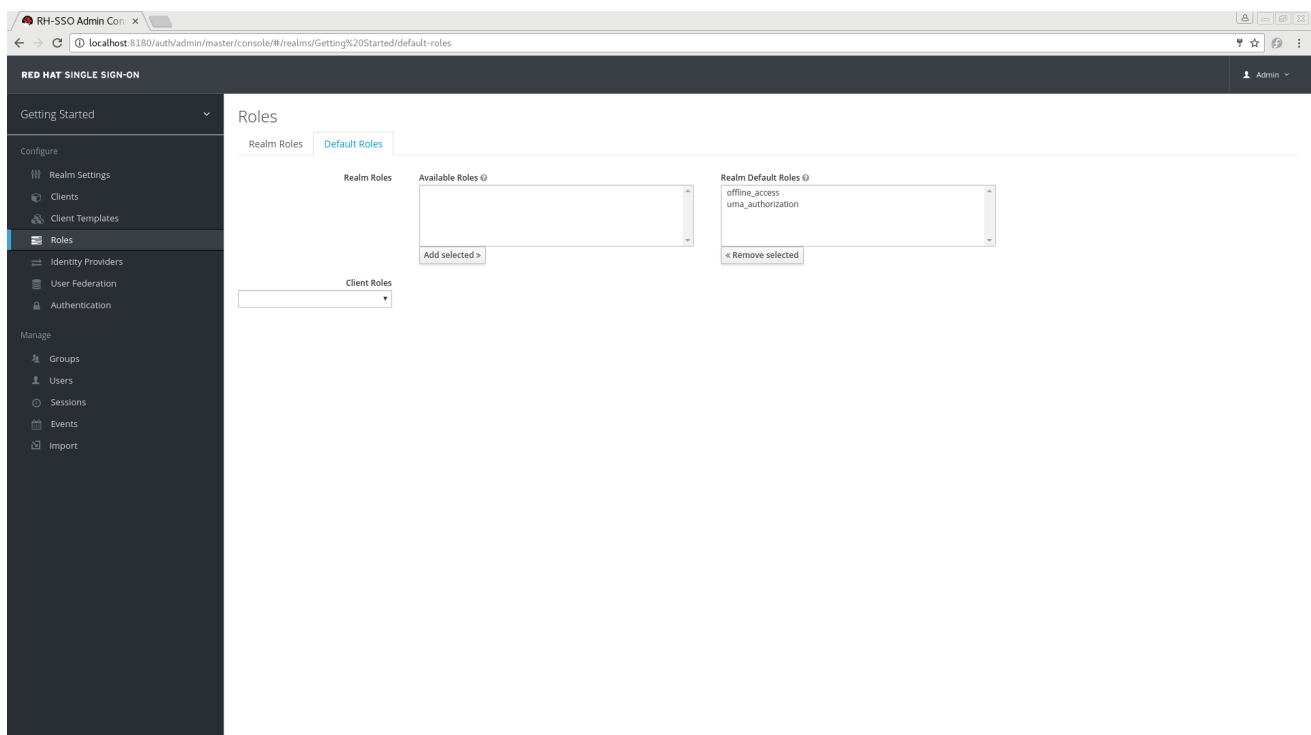 RH-SSO Admin Con ×
localhost:8180/auth/admin/master/console/#/realms/Getting%20Started/default-roles
RED HAT SINGLE SIGN-ON
Admin
Getting Started
Configure
Realm Settings
Clients
Client Templates
Roles
Identity Providers
User Federation
Authentication
Manage
Groups
Users
Sessions
Events
Import
Roles
Realm Roles Default Roles
Realm Roles
Available Roles
Add selected »
Realm Default Roles
offline_access
uma_authorization
« Remove selected
Client Roles